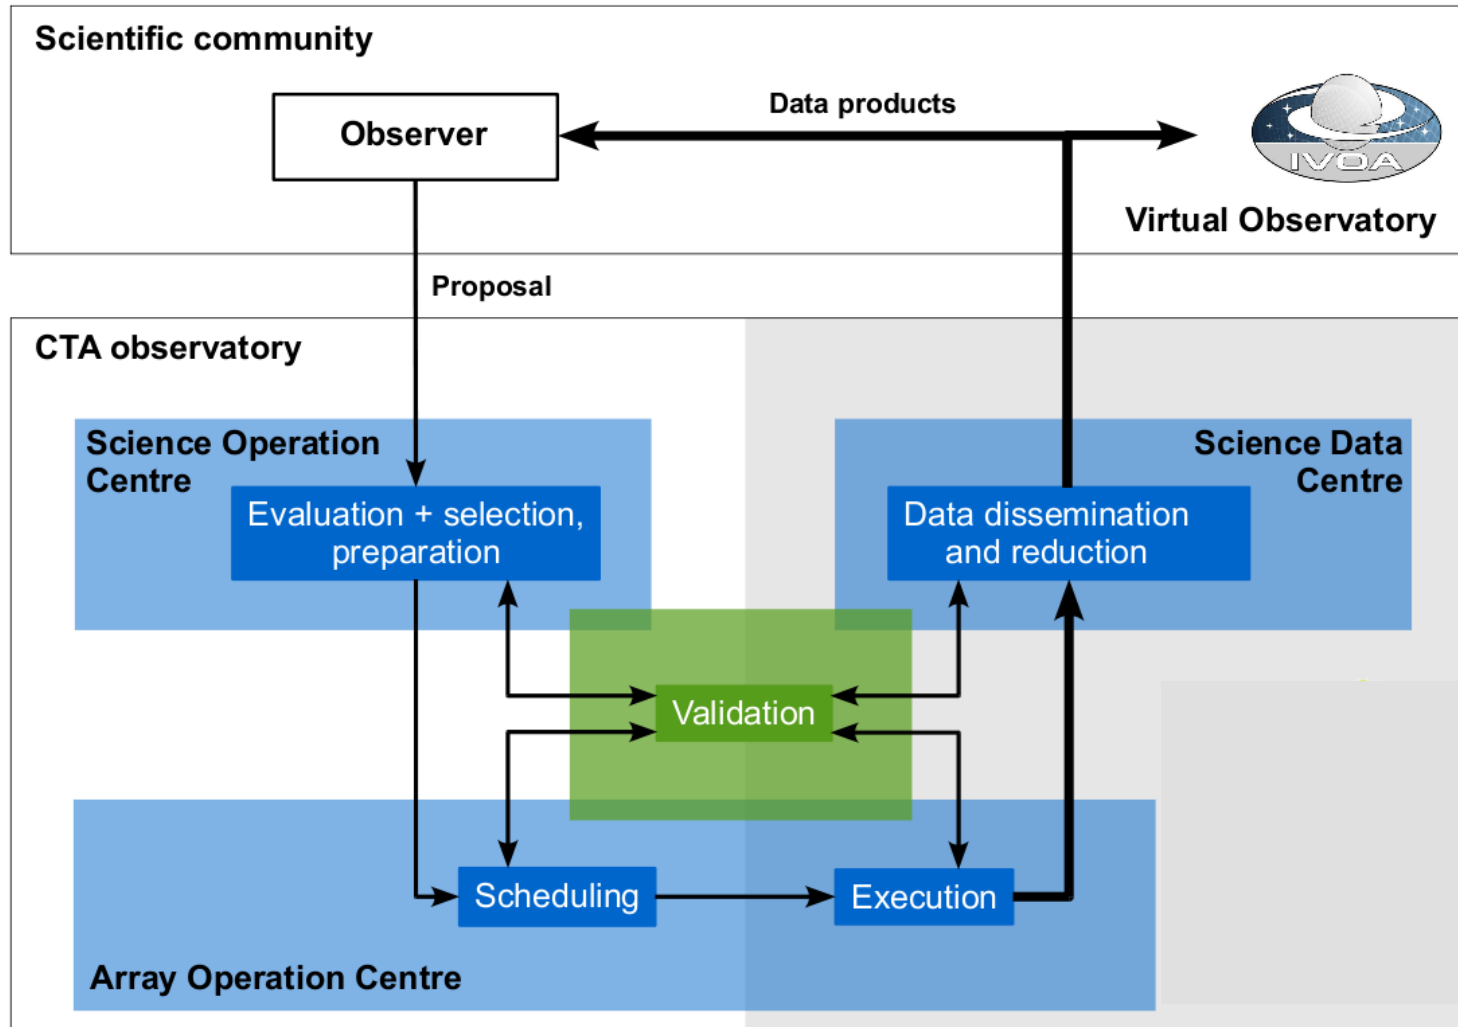 Scientific community
Data products
Observer
IVOA
Virtual Observatory
Proposal
CTA observatory
Science Operation
Centre
Science Data
Centre
Evaluation + selection,
preparation
Data dissemination
and reduction
Validation
Scheduling
Execution
Array Operation Centre